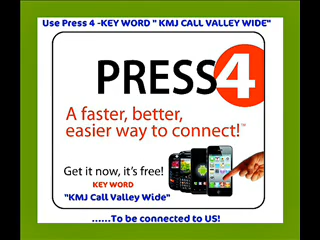 Use Press 4 -KEY WORD " KMJ CALL VALLEY WIDE"
PRESS4
A faster, better,
easier way to connect!™
Get it now, it's free!
KEY WORD
"KMJ Call Valley Wide"
......To be connected to US!